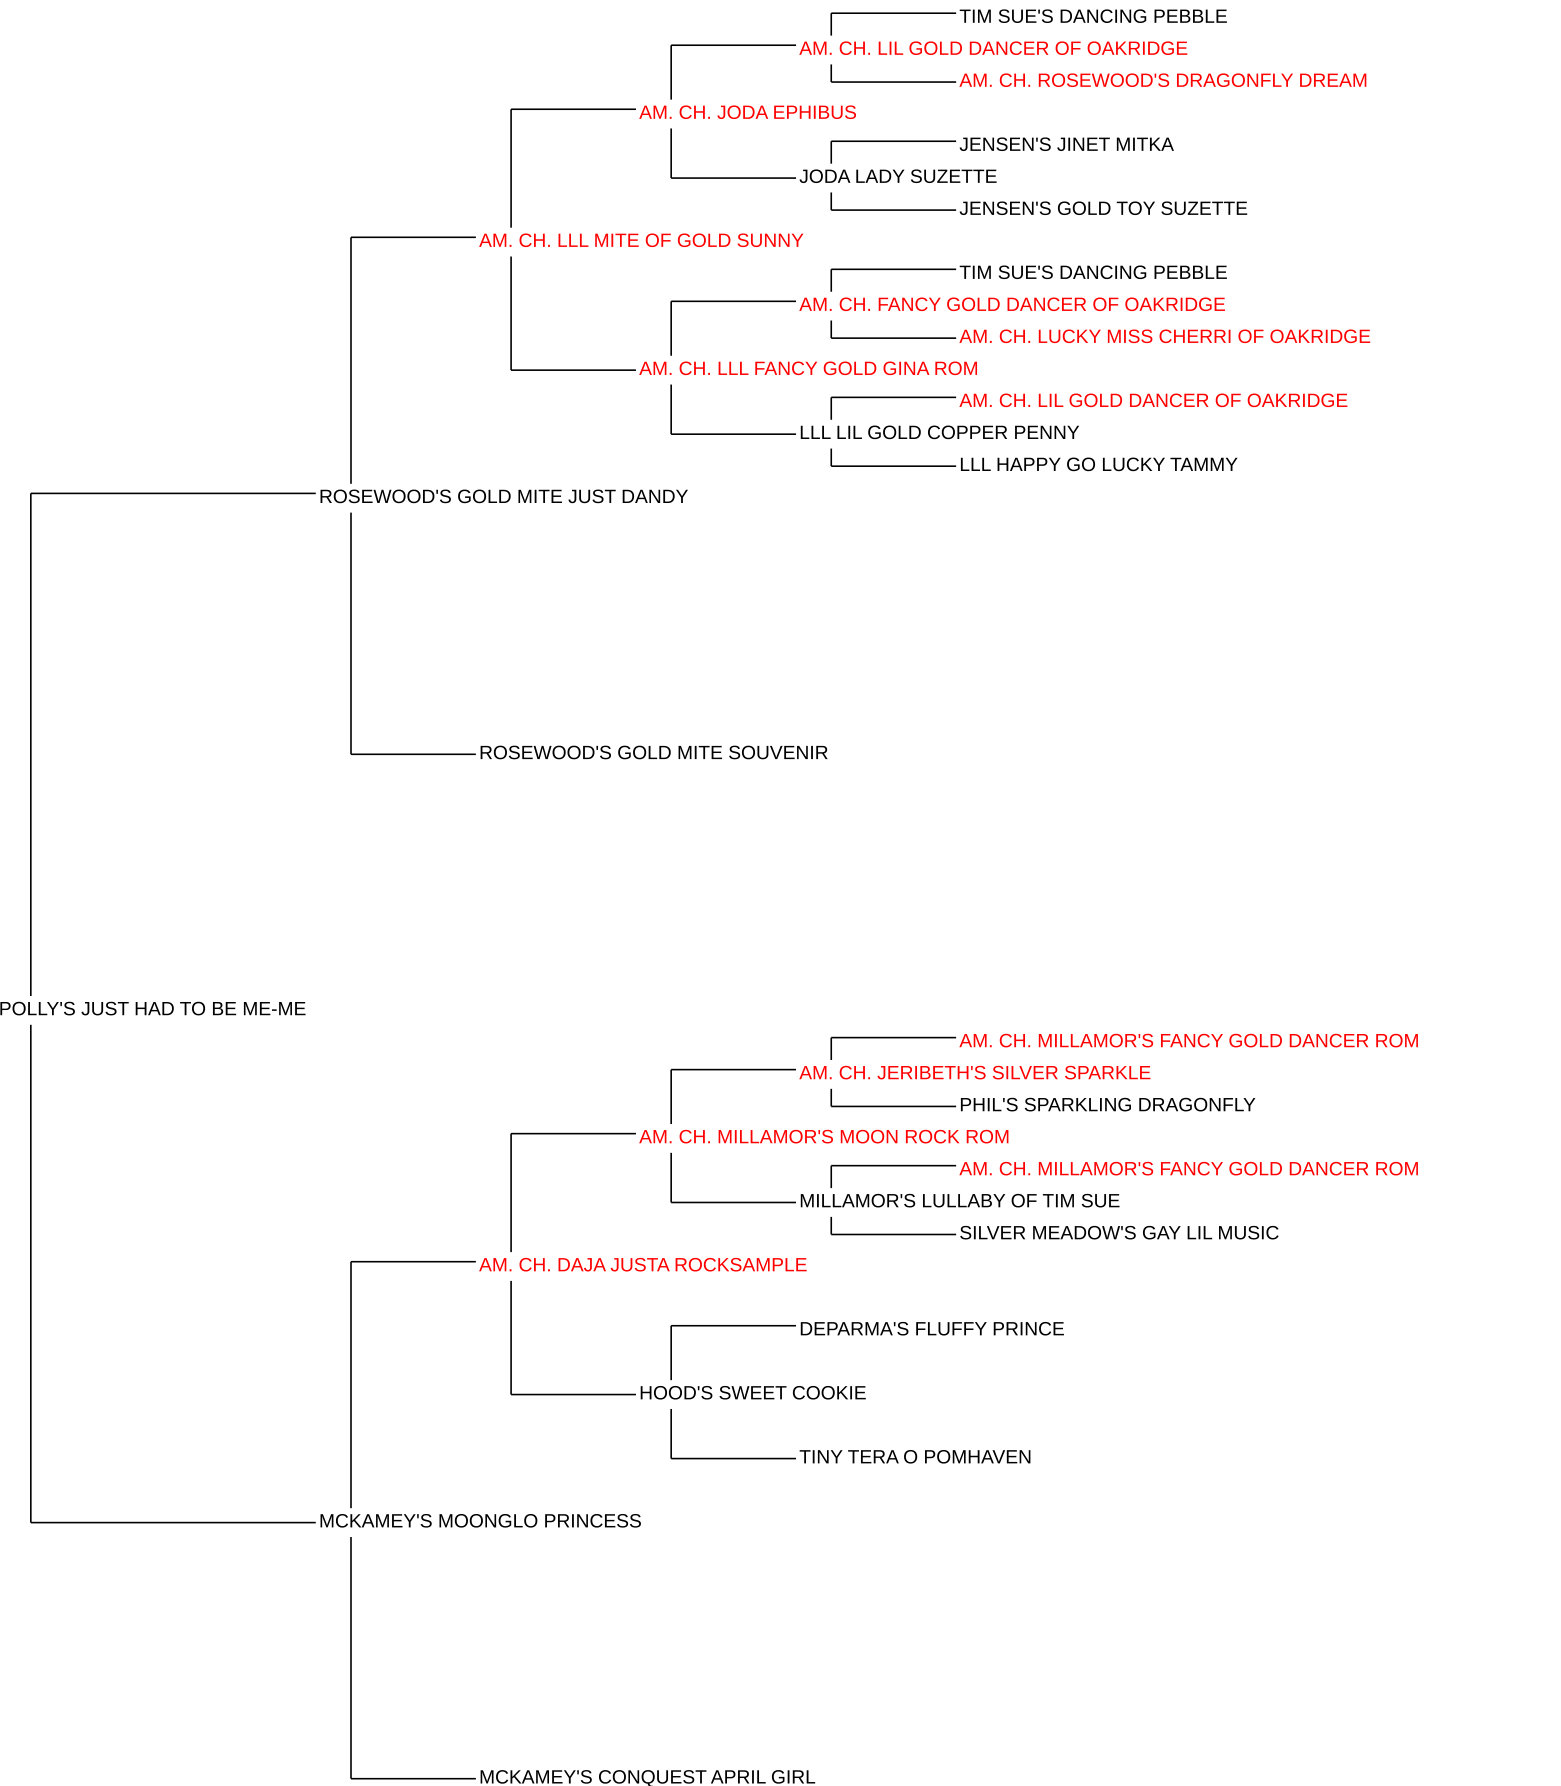 TIM SUE'S DANCING PEBBLE
AM. CH. LIL GOLD DANCER OF OAKRIDGE
AM. CH. ROSEWOOD'S DRAGONFLY DREAM
AM. CH. JODA EPHIBUS
JENSEN'S JINET MITKA
JODA LADY SUZETTE
JENSEN'S GOLD TOY SUZETTE
AM. CH. LLL MITE OF GOLD SUNNY
TIM SUE'S DANCING PEBBLE
AM. CH. FANCY GOLD DANCER OF OAKRIDGE
AM. CH. LUCKY MISS CHERRI OF OAKRIDGE
AM. CH. LLL FANCY GOLD GINA ROM
AM. CH. LIL GOLD DANCER OF OAKRIDGE
LLL LIL GOLD COPPER PENNY
LLL HAPPY GO LUCKY TAMMY
ROSEWOOD'S GOLD MITE JUST DANDY
ROSEWOOD'S GOLD MITE SOUVENIR
POLLY'S JUST HAD TO BE ME-ME
AM. CH. MILLAMOR'S FANCY GOLD DANCER ROM
AM. CH. JERIBETH'S SILVER SPARKLE
PHIL'S SPARKLING DRAGONFLY
AM. CH. MILLAMOR'S MOON ROCK ROM
AM. CH. MILLAMOR'S FANCY GOLD DANCER ROM
MILLAMOR'S LULLABY OF TIM SUE
SILVER MEADOW'S GAY LIL MUSIC
AM. CH. DAJA JUSTA ROCKSAMPLE
DEPARMA'S FLUFFY PRINCE
HOOD'S SWEET COOKIE
TINY TERA O POMHAVEN
MCKAMEY'S MOONGLO PRINCESS
MCKAMEY'S CONQUEST APRIL GIRL